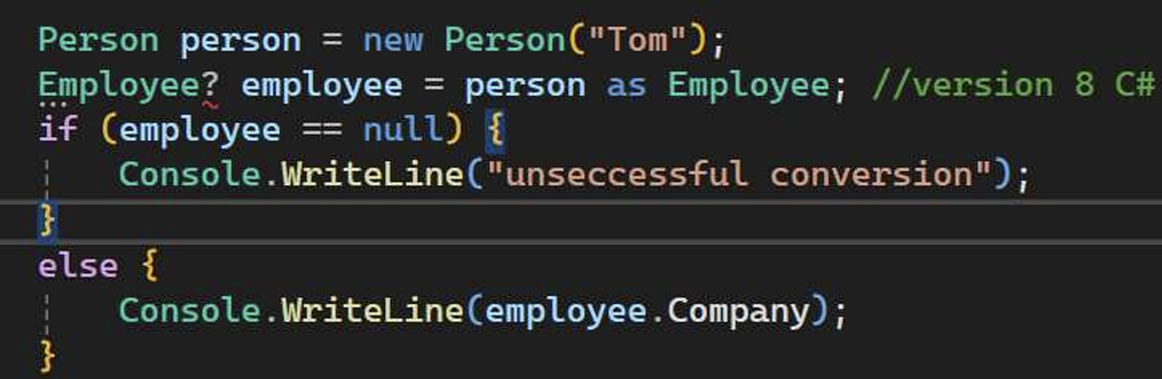 Person person = new Person("Tom");
Employee? employee = person as Employee; //version 8 C#
if (employee == null) {
    Console.WriteLine("unseccessful conversion");
}
else {
    Console.WriteLine(employee.Company);
}